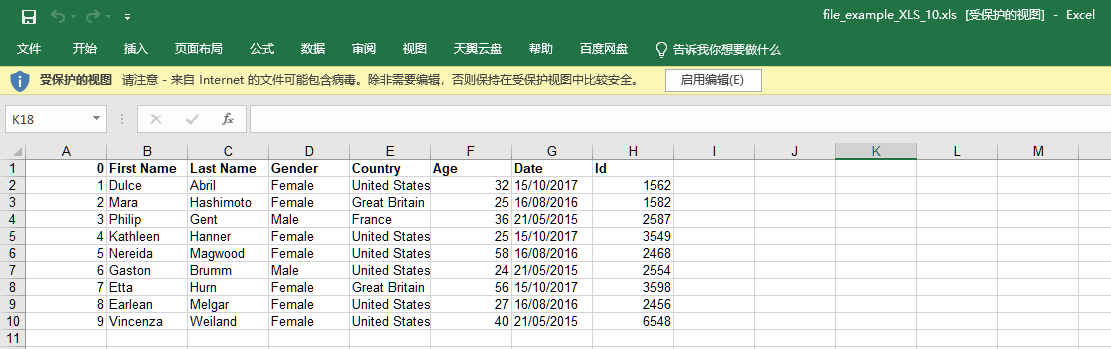 file_example_XLS_10.xls [受保护的视图] - Excel
文件 开始 插入 页面布局 公式 数据 审阅 视图 天翼云盘 帮助 百度网盘 告诉我你想要做什么
受保护的视图 请注意 - 来自 Internet 的文件可能包含病毒。除非需要编辑，否则保持在受保护视图中比较安全。 启用编辑(E)
K18 fx
A B C D E F G H I J K L M
1 0 First Name Last Name Gender Country Age Date Id
2 1 Dulce Abril Female United States 32 15/10/2017 1562
3 2 Mara Hashimoto Female Great Britain 25 16/08/2016 1582
4 3 Philip Gent Male France 36 21/05/2015 2587
5 4 Kathleen Hanner Female United States 25 15/10/2017 3549
6 5 Nereida Magwood Female United States 58 16/08/2016 2468
7 6 Gaston Brumm Male United States 24 21/05/2015 2554
8 7 Etta Hurn Female Great Britain 56 15/10/2017 3598
9 8 Earlean Melgar Female United States 27 16/08/2016 2456
10 9 Vincenza Weiland Female United States 40 21/05/2015 6548
11